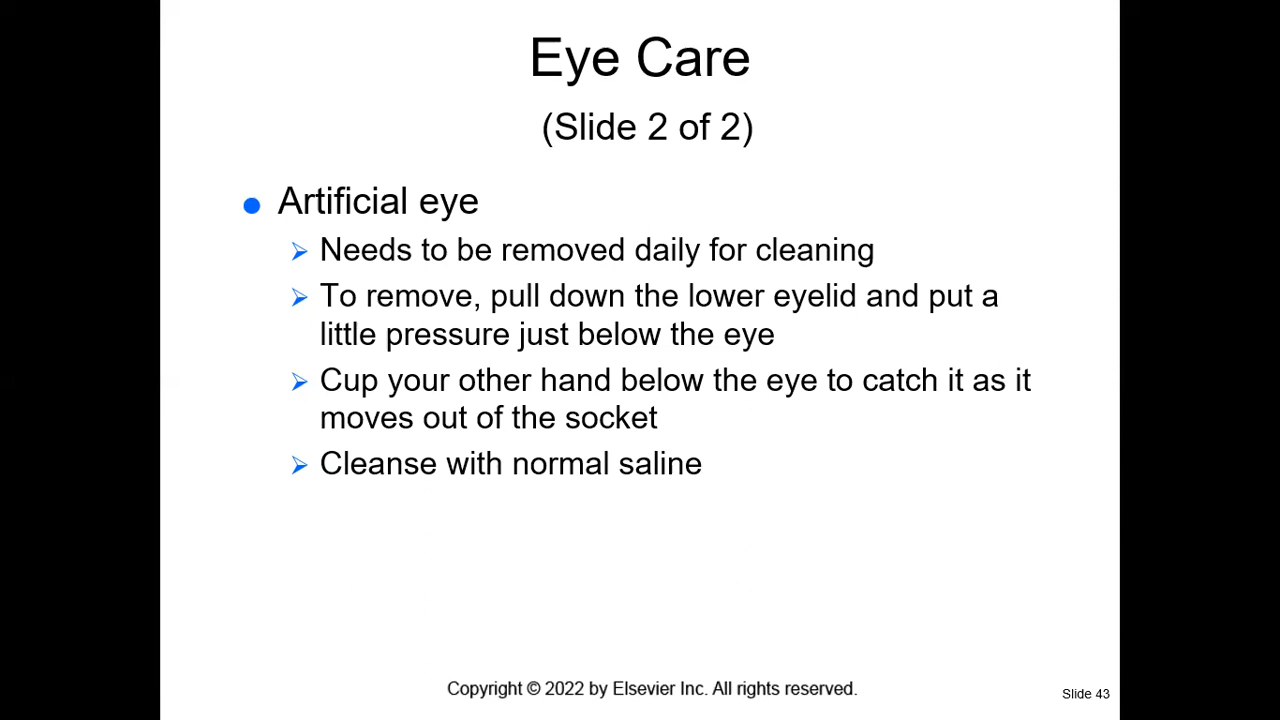 Eye Care
(Slide 2 of 2)
Artificial eye
Needs to be removed daily for cleaning
To remove, pull down the lower eyelid and put a
little pressure just below the eye
Cup your other hand below the eye to catch it as it
moves out of the socket
Cleanse with normal saline
Copyright © 2022 by Elsevier Inc. All rights reserved.
Slide 43